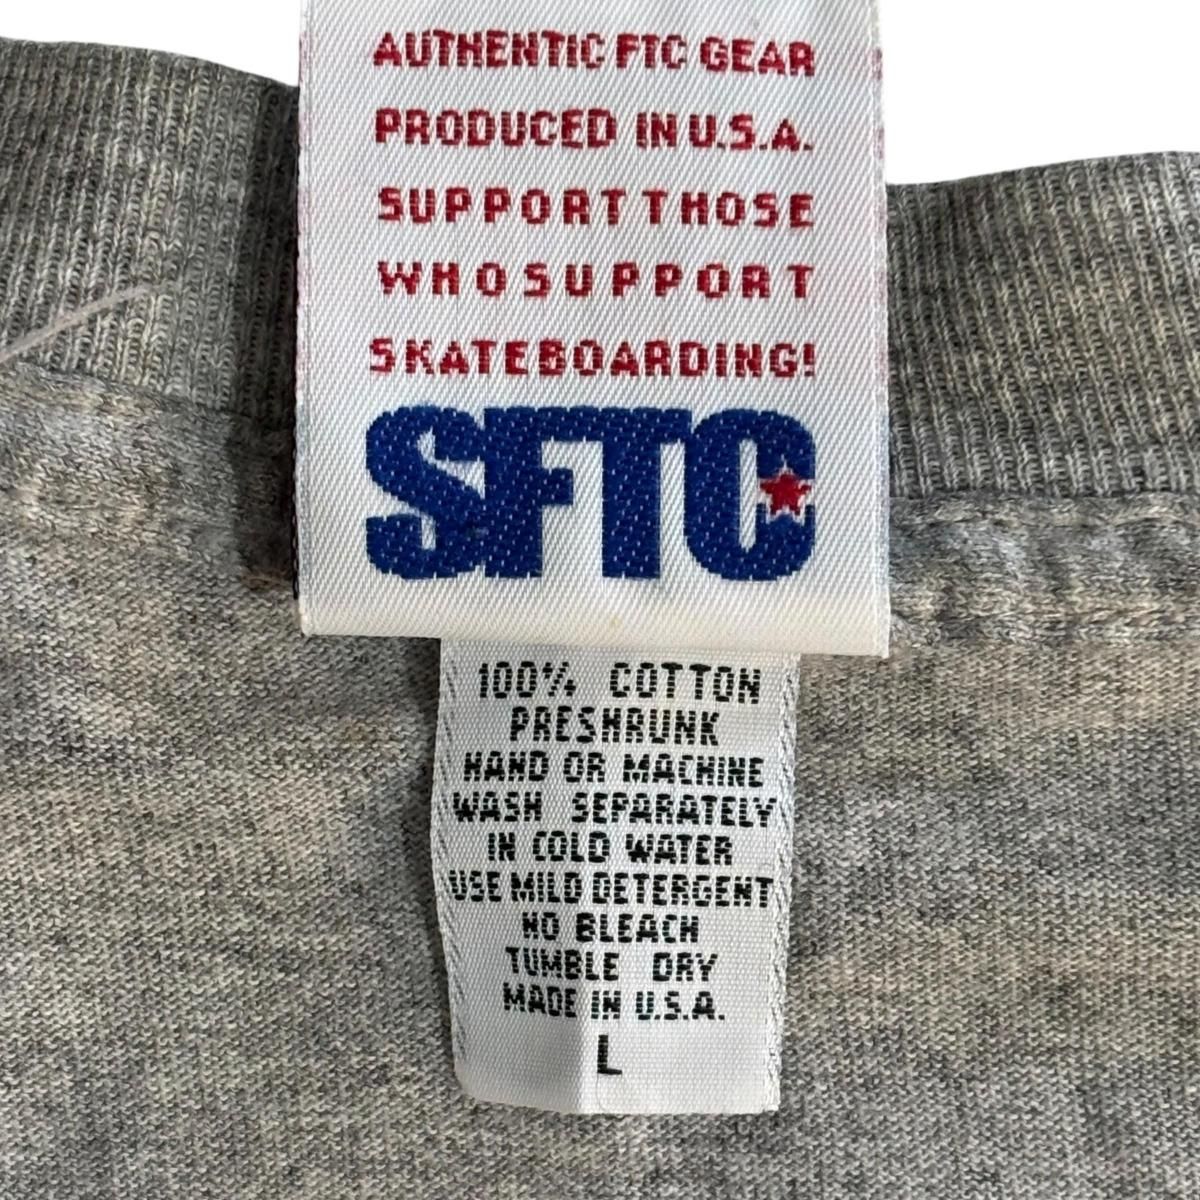 AUTHENTIC FTC GEAR
PRODUCED IN U.S.A.
SUPPORT THOSE
WHO SUPPORT
SKATEBOARDING!
SFTC
100% COTTON
PRESHRUNK
HAND OR MACHINE
WASH SEPARATELY
IN COLD WATER
USE MILD DETERGENT
NO BLEACH
TUMBLE DRY
MADE IN U.S.A.
L